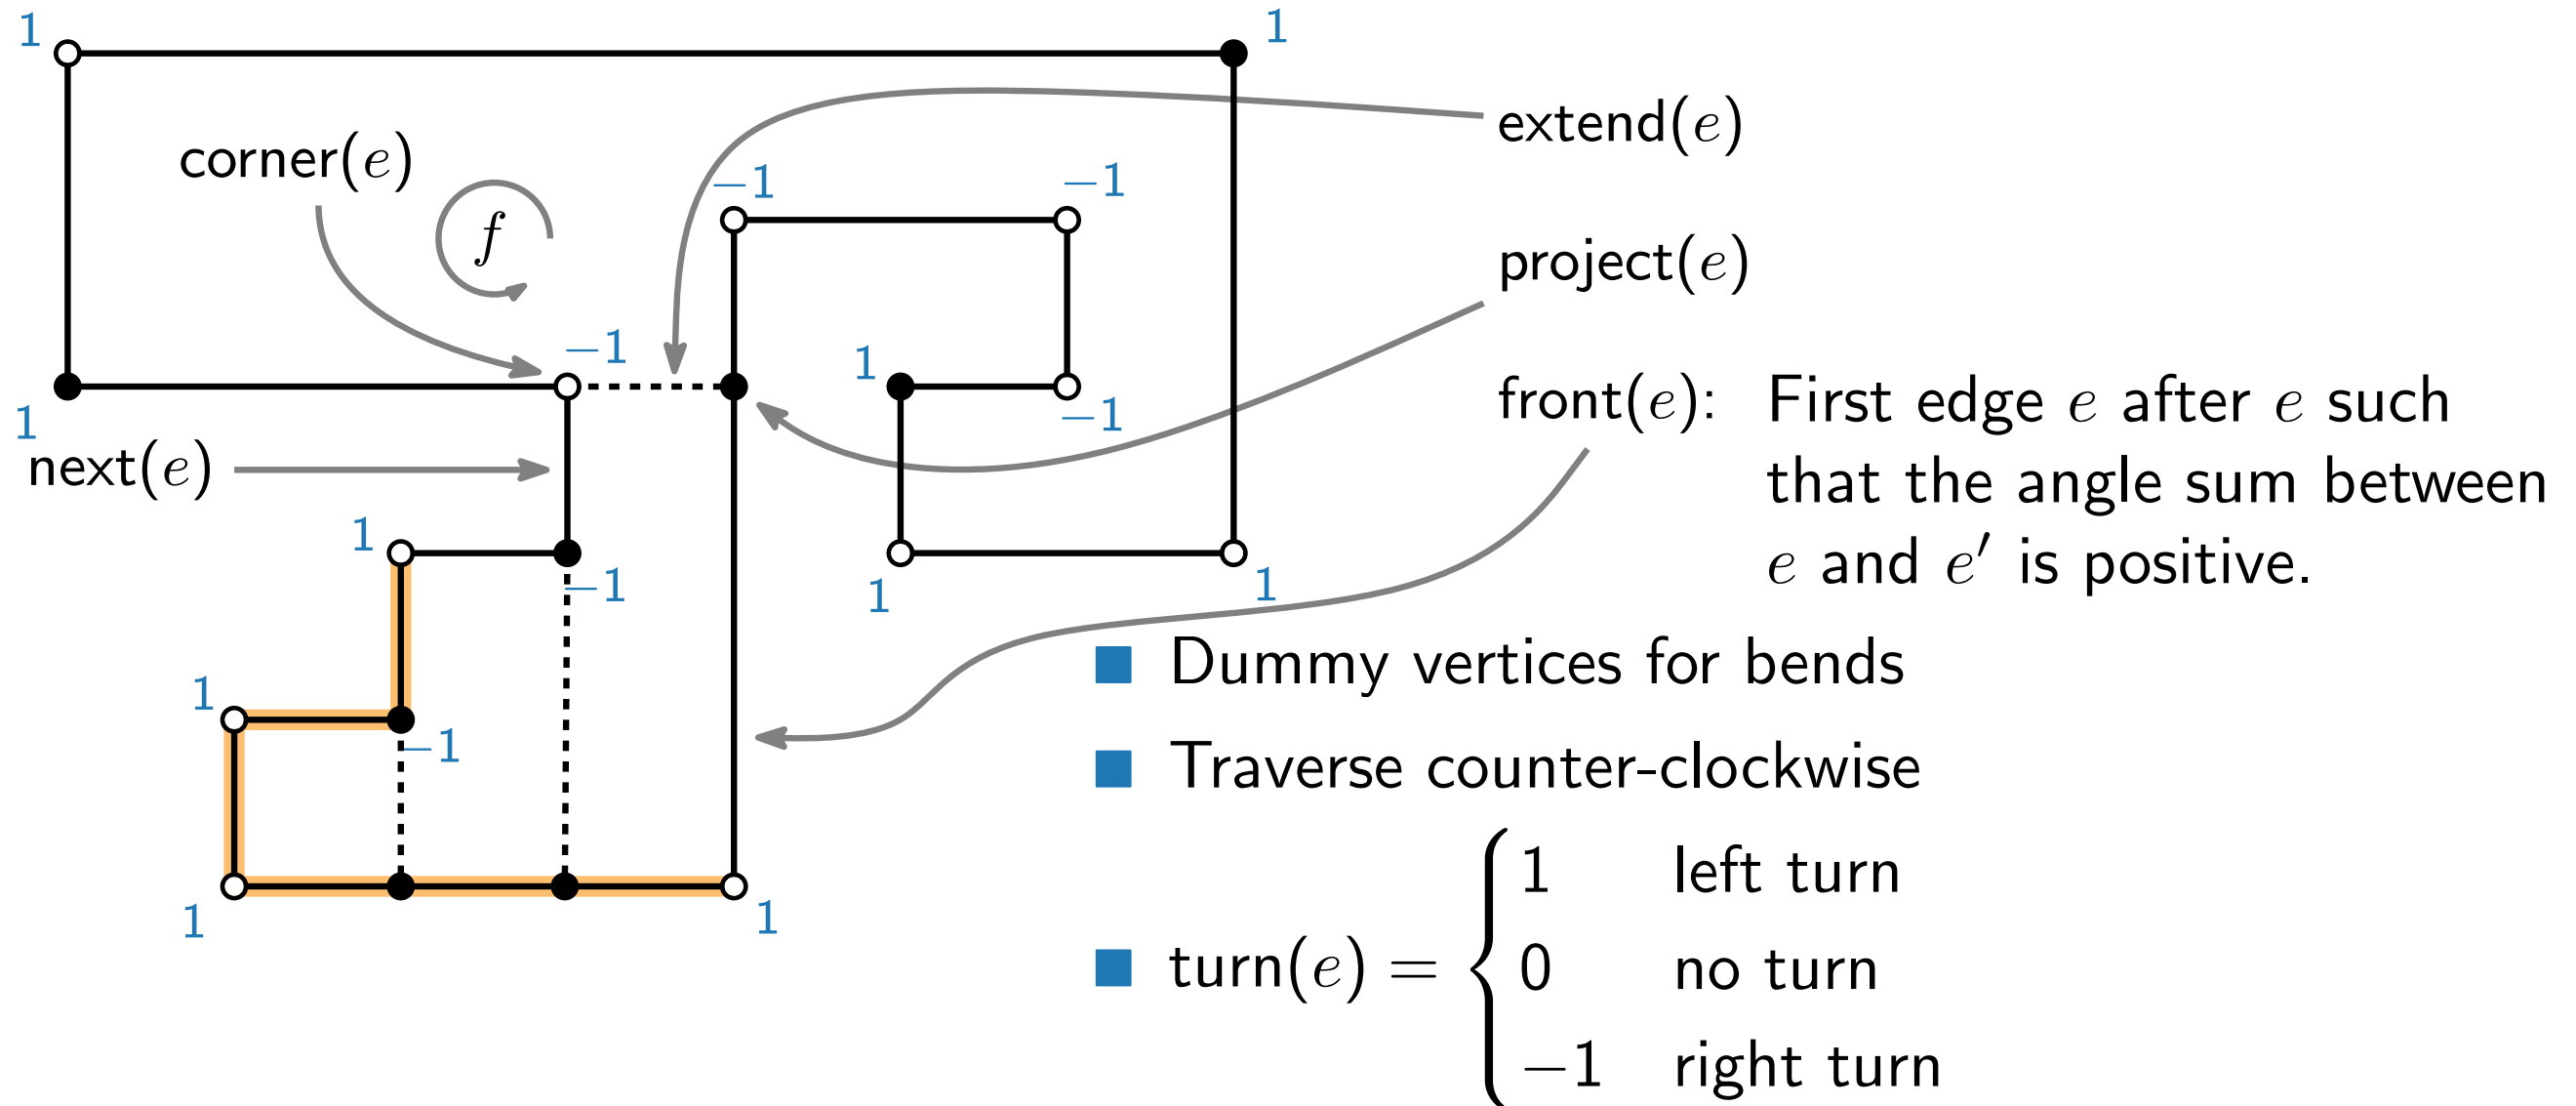 1
1
extend(e)
corner(e)
f
−1
−1
project(e)
−1
1
−1
front(e): First edge e after e such
that the angle sum between
e and e′ is positive.
1
next(e)
1
−1
1
1
Dummy vertices for bends
1
−1
Traverse counter-clockwise
1
1
turn(e) = { 1 left turn
0 no turn
−1 right turn